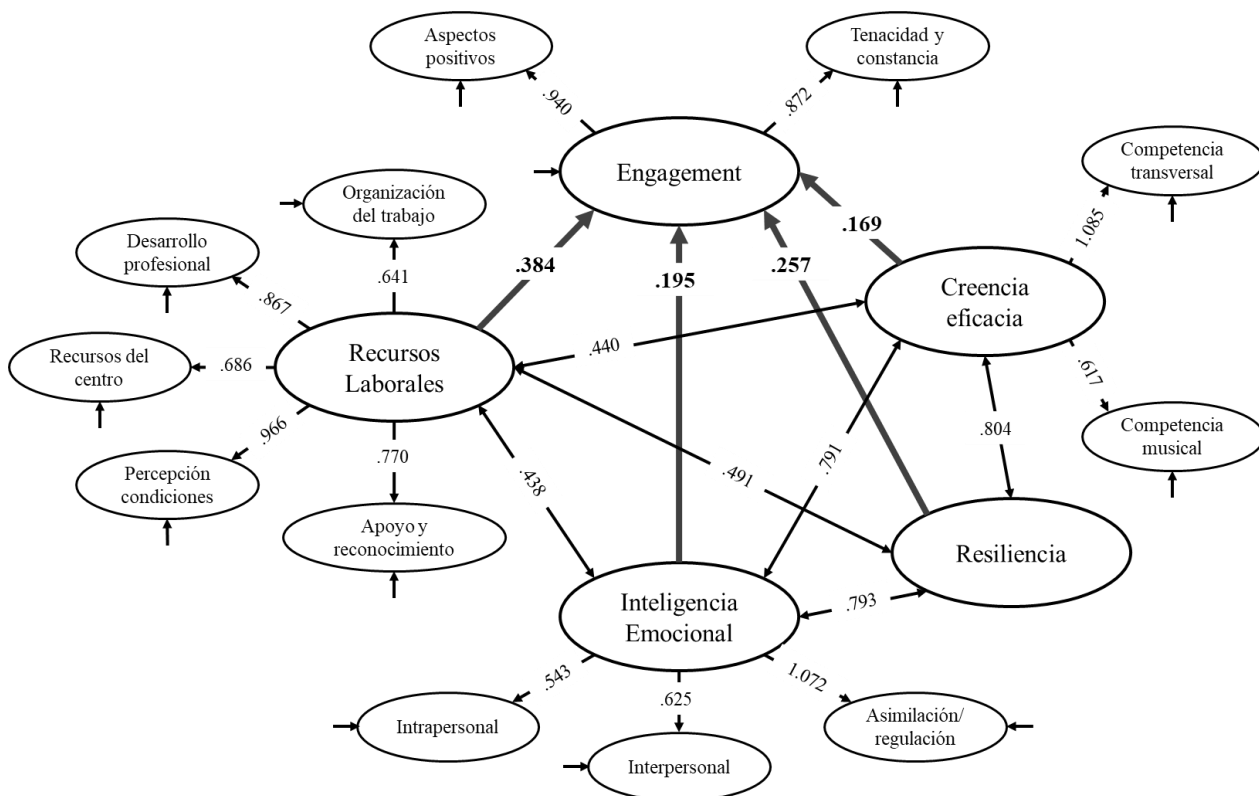 Aspectos
positivos
Tenacidad y
constancia
.940
.872
Engagement
Competencia
transversal
Organización
del trabajo
Desarrollo
profesional
.169
1.085
.384
.195
.257
.641
.867
Creencia
eficacia
Recursos del
centro
.686
Recursos
Laborales
.440
.617
.966
.770
.804
Competencia
musical
Percepción
condiciones
.438
.491
.791
Apoyo y
reconocimiento
Resiliencia
Inteligencia
Emocional
.793
.543
.625
1.072
Intrapersonal
Interpersonal
Asimilación/
regulación